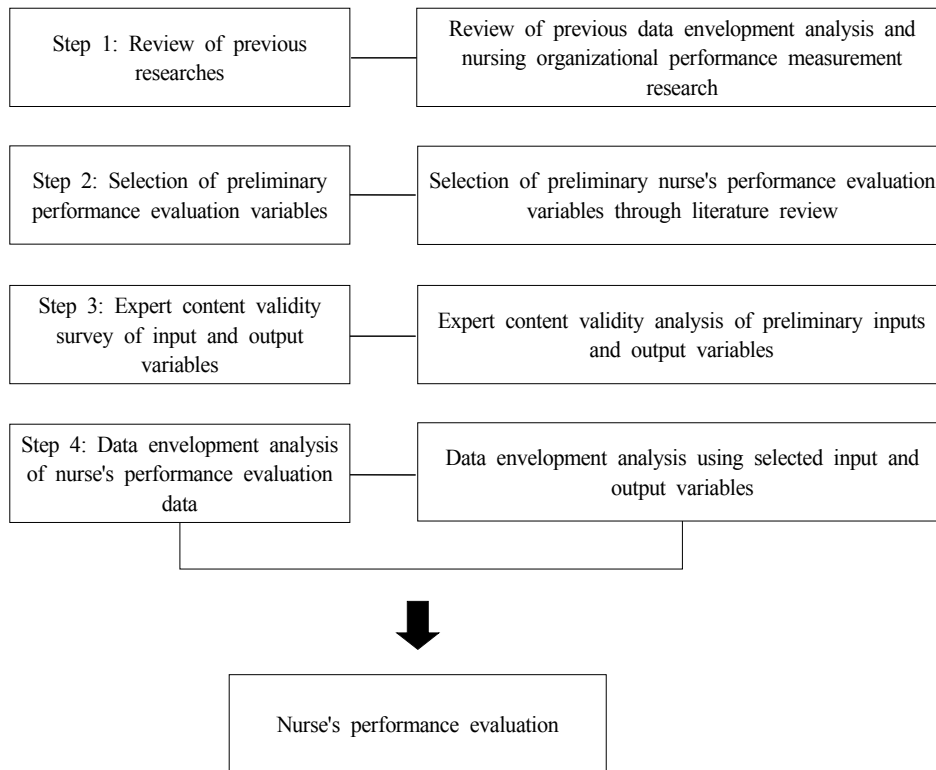 Step 1: Review of previous
researches
Review of previous data envelopment analysis and
nursing organizational performance measurement
research
Step 2: Selection of preliminary
performance evaluation variables
Selection of preliminary nurse's performance evaluation
variables through literature review
Step 3: Expert content validity
survey of input and output
variables
Expert content validity analysis of preliminary inputs
and output variables
Step 4: Data envelopment analysis
of nurse's performance evaluation
data
Data envelopment analysis using selected input and
output variables
Nurse's performance evaluation